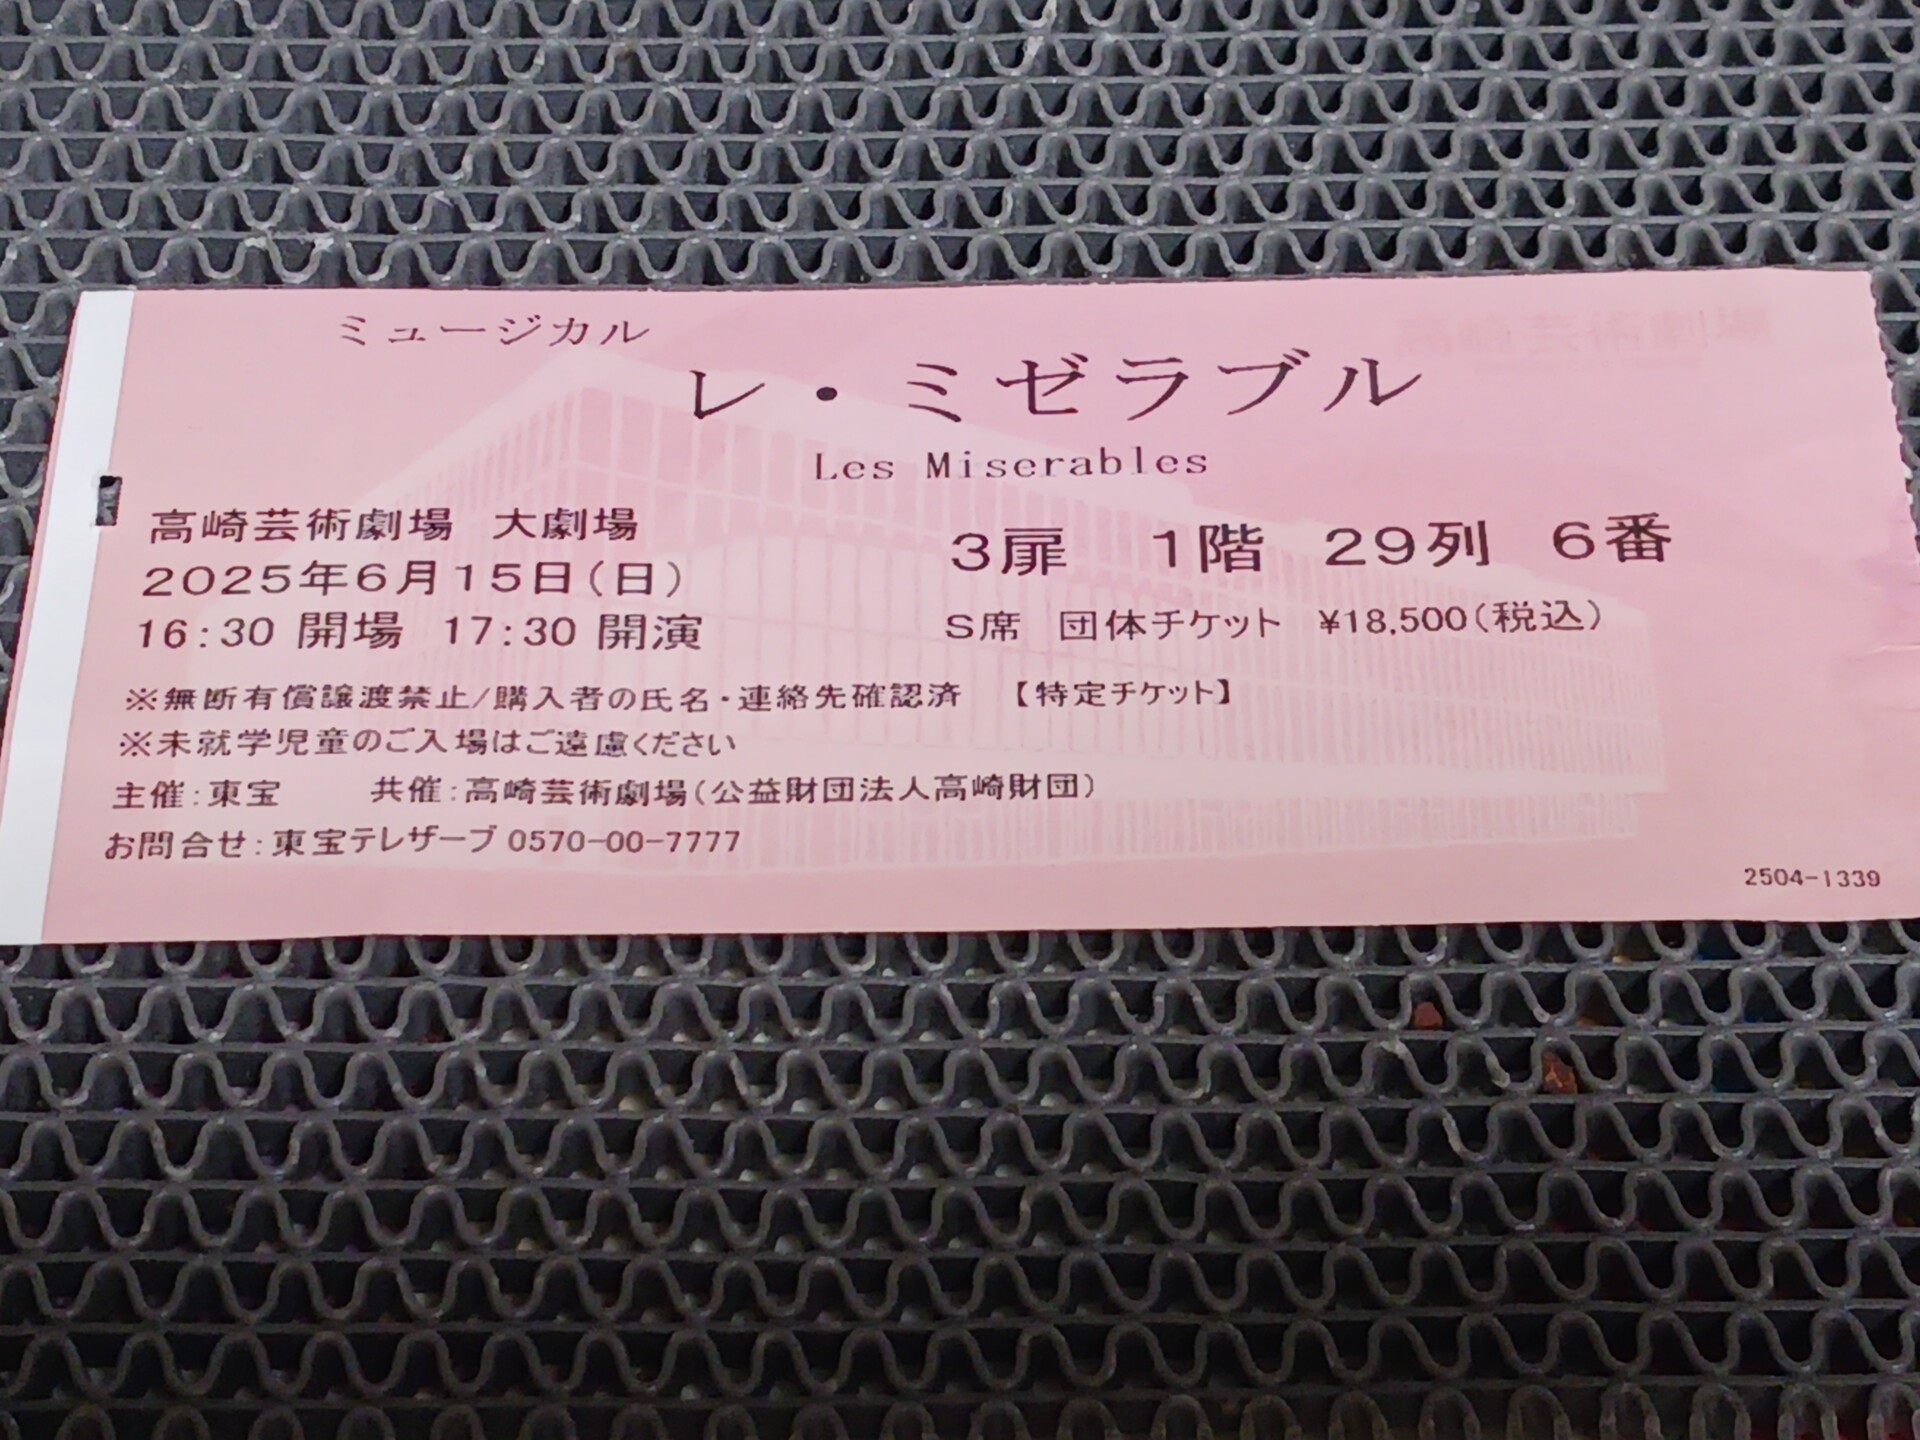 ミュージカル
レ・ミゼラブル
Les Miserables
高崎芸術劇場 大劇場
2025年6月15日(日)
16:30 開場 17:30 開演
3扉 1階 29列 6番
S席 団体チケット ¥18,500(税込)
※無断有償譲渡禁止/購入者の氏名・連絡先確認済 【特定チケット】
※未就学児童のご入場はご遠慮ください
主催:東宝 共催:高崎芸術劇場(公益財団法人高崎財団)
お問合せ:東宝テレザーブ 0570-00-7777
2504-1339